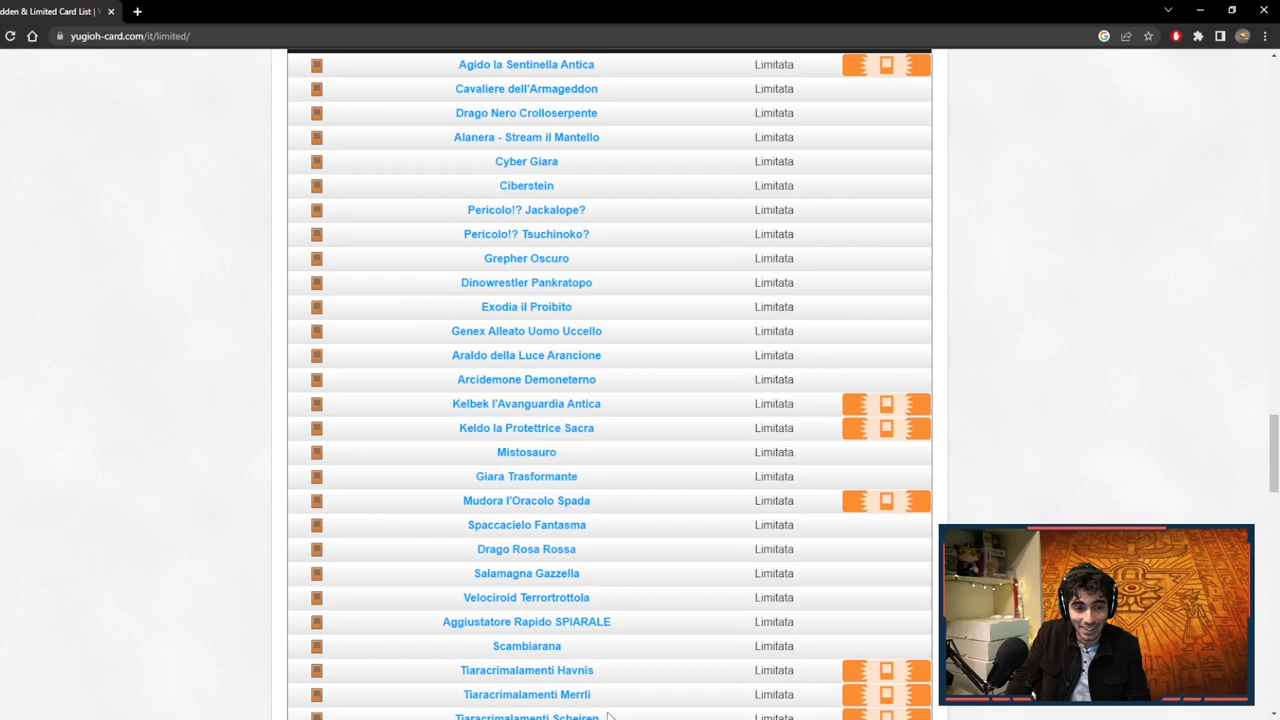 dden & Limited Card List | Y
yugioh-card.com/it/limited/
Agido la Sentinella Antica Limitata
Cavaliere dell'Armageddon Limitata
Drago Nero Crolloserpente Limitata
Alanera - Stream il Mantello Limitata
Cyber Giara Limitata
Ciberstein Limitata
Pericolo!? Jackalope? Limitata
Pericolo!? Tsuchinoko? Limitata
Grepher Oscuro Limitata
Dinowrestler Pankratopo Limitata
Exodia il Proibito Limitata
Genex Alleato Uomo Uccello Limitata
Araldo della Luce Arancione Limitata
Arcidemone Demoneterno Limitata
Kelbek l'Avanguardia Antica Limitata
Keldo la Protettrice Sacra Limitata
Mistosauro Limitata
Giara Trasformante Limitata
Mudora l'Oracolo Spada Limitata
Spaccacielo Fantasma Limitata
Drago Rosa Rossa Limitata
Salamagna Gazzella Limitata
Velociroid Terrortrottola Limitata
Aggiustatore Rapido SPIARALE Limitata
Scambiarana Limitata
Tiaracrimalamenti Havnis Limitata
Tiaracrimalamenti Merrli Limitata
Tiaracrimalamenti Scheiren Limitata